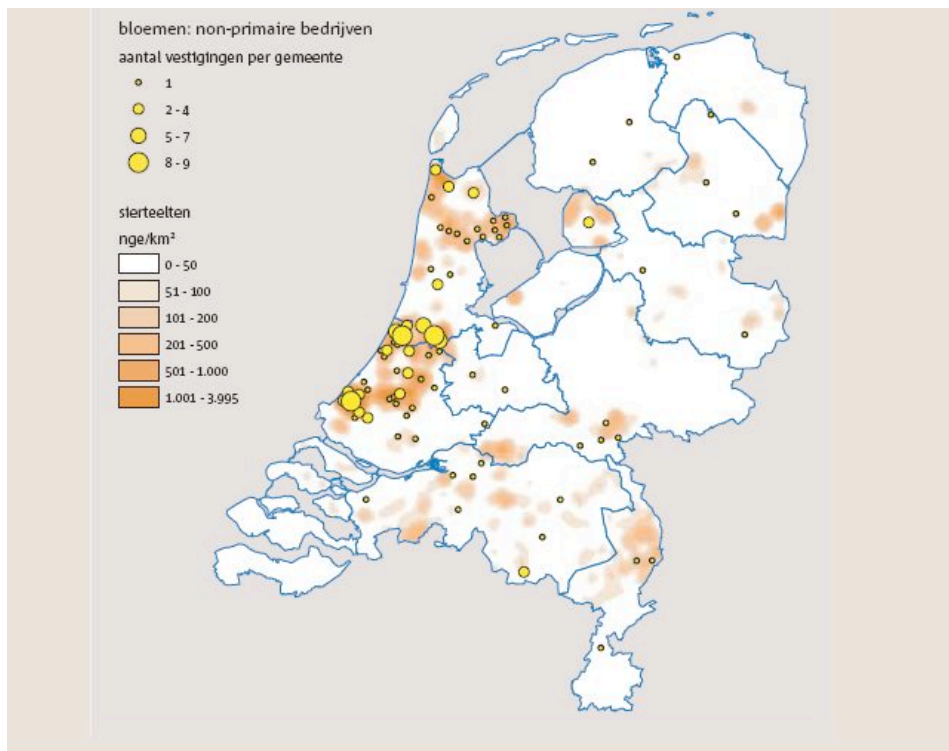 bloemen: non-primaire bedrijven
aantal vestigingen per gemeente
1
2 - 4
5 - 7
8 - 9
sierteelten
nge/km²
0 - 50
51 - 100
101 - 200
201 - 500
501 - 1.000
1.001 - 3.995